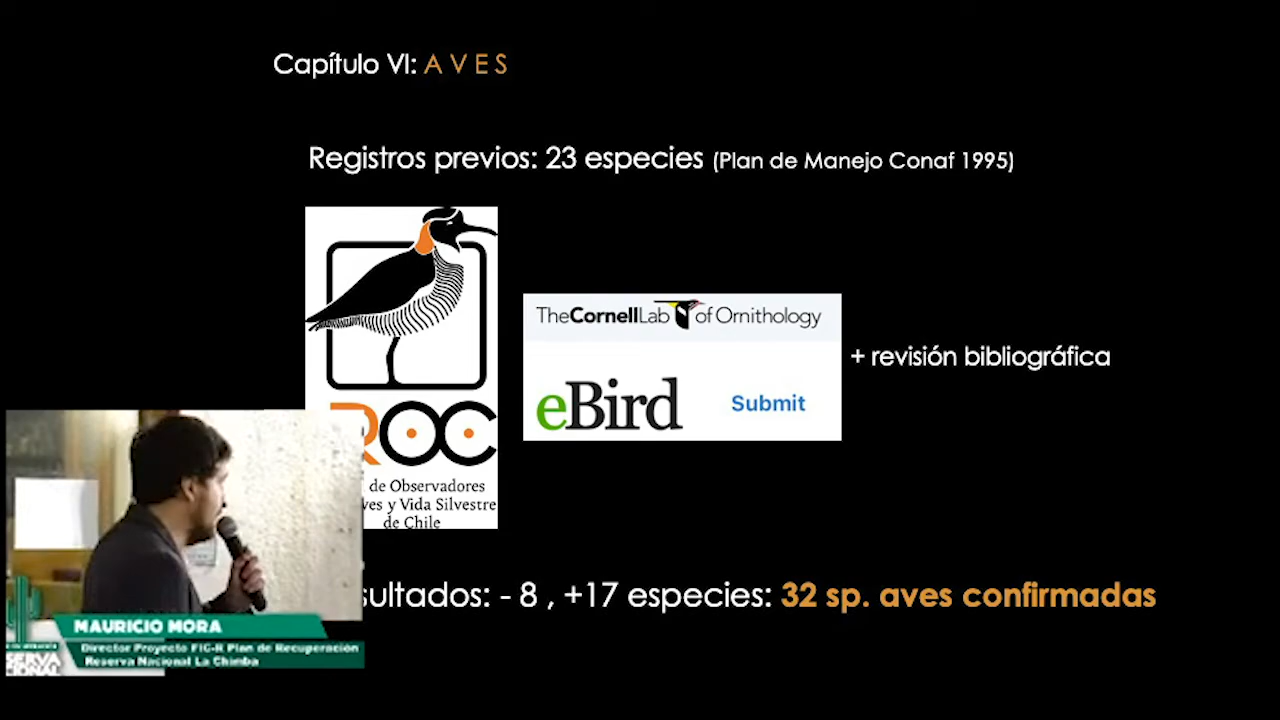 Capítulo VI: AVES
Registros previos: 23 especies (Plan de Manejo Conaf 1995)
TheCornellLab of Ornithology
eBird Submit
+ revisión bibliográfica
ROC
de Observadores
ves y Vida Silvestre
de Chile
sultados: - 8 , +17 especies: 32 sp. aves confirmadas
MAURICIO MORA
Director Proyecto FIC-R Plan de Recuperación
Reserva Nacional La Chimba